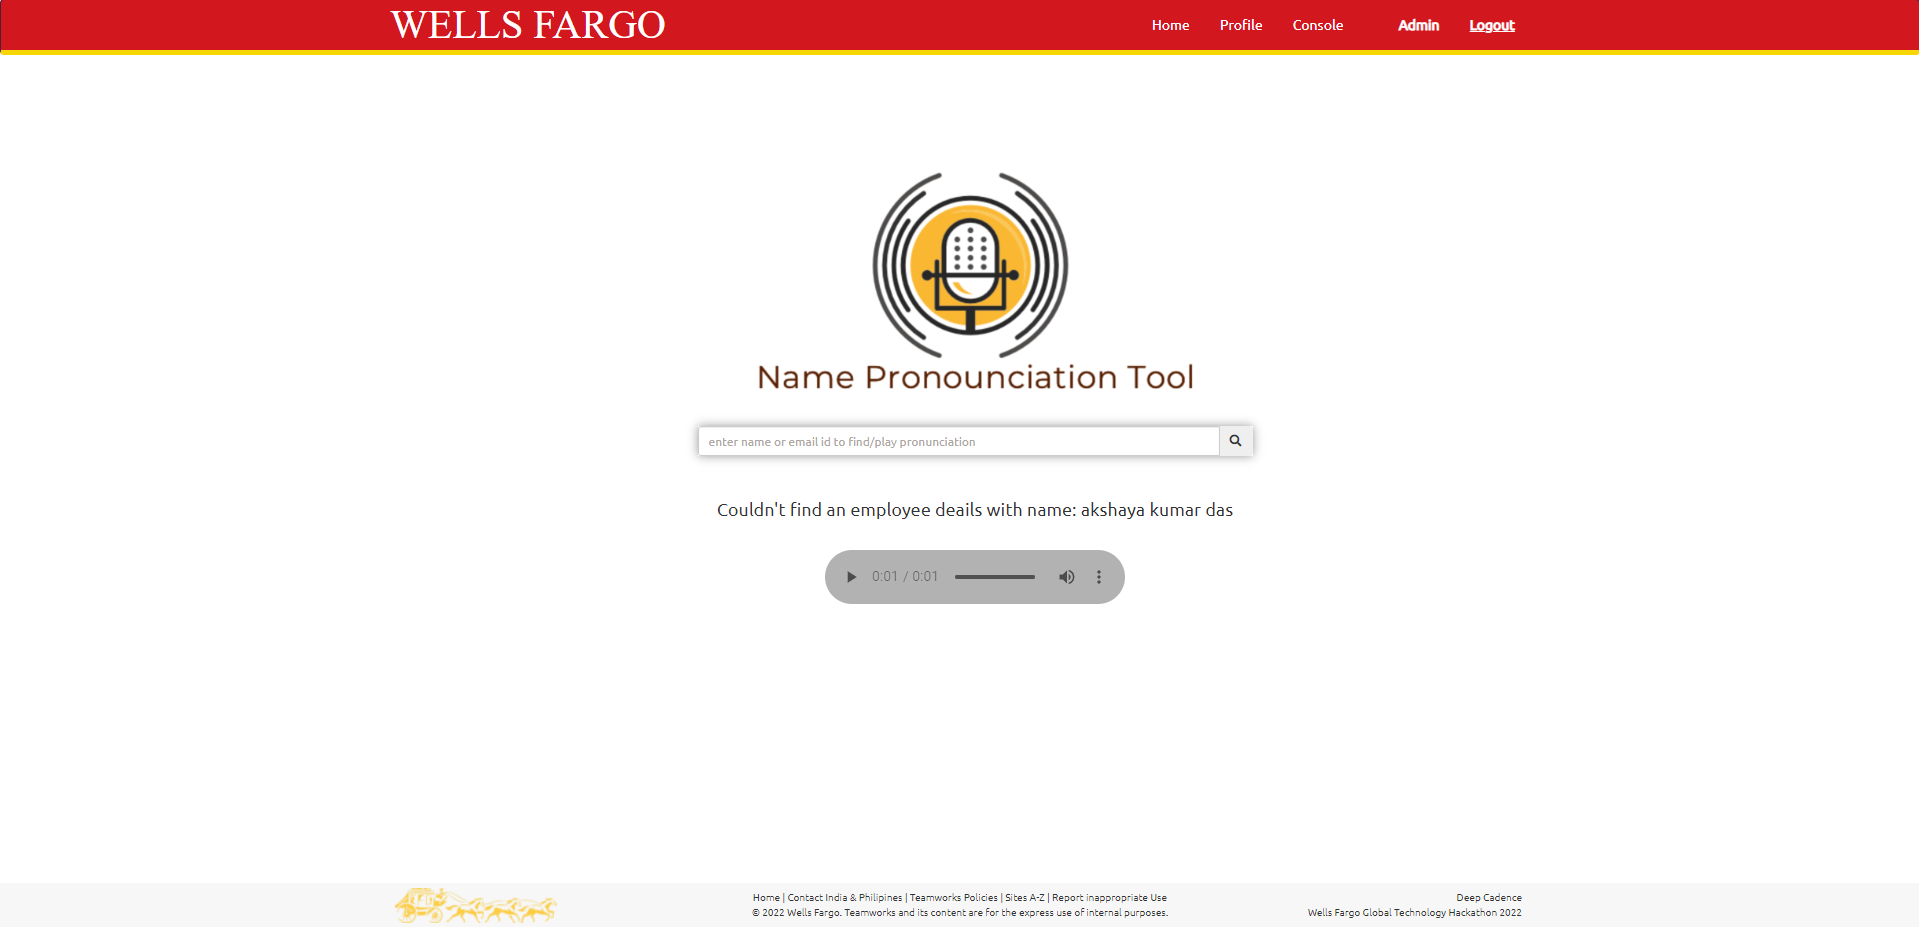 WELLS FARGO
Home Profile Console Admin Logout
Name Pronounciation Tool
enter name or email id to find/play pronunciation
Couldn't find an employee deails with name: akshaya kumar das
0:01 / 0:01
Home | Contact India & Philipines | Teamworks Policies | Sites A-Z | Report inappropriate Use
© 2022 Wells Fargo. Teamworks and its content are for the express use of internal purposes.
Deep Cadence
Wells Fargo Global Technology Hackathon 2022